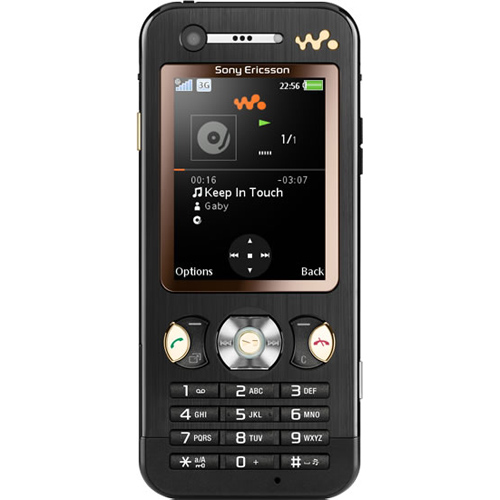 Sony Ericsson
3G 22:56
1/1
00:16 -03:07
Keep In Touch
Gaby
Options Back
C
1 2 ABC 3 DEF
4 GHI 5 JKL 6 MNO
7 PQRS 8 TUV 9 WXYZ
* a/A 0 + #